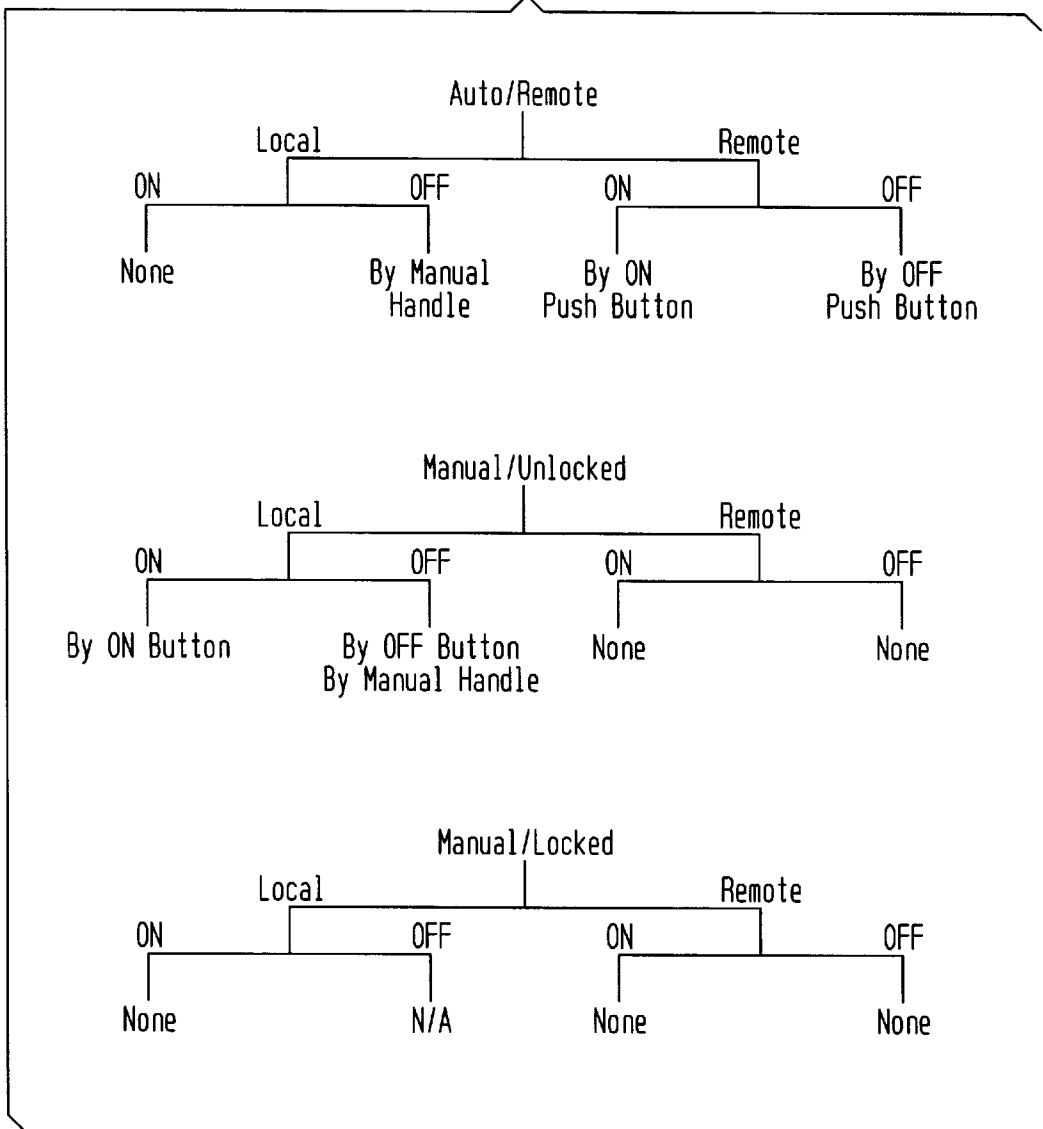 Auto/Remote
Local Remote
ON OFF ON OFF
None By Manual By ON By OFF
Handle Push Button Push Button
Manual/Unlocked
Local Remote
ON OFF ON OFF
By ON Button By OFF Button None None
By Manual Handle
Manual/Locked
Local Remote
ON OFF ON OFF
None N/A None None